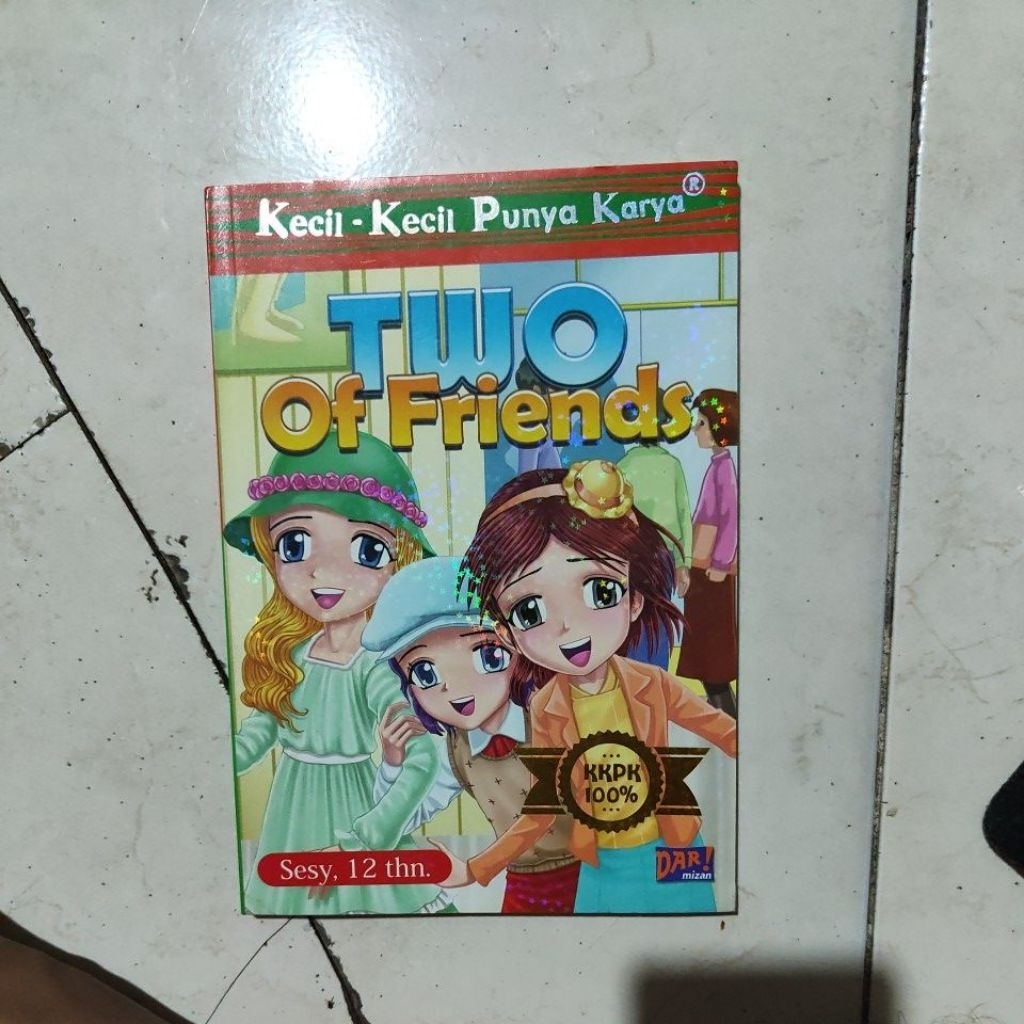 Kecil - Kecil Punya Karya®
TWO
Of Friends
KKPK
100%
Sesy, 12 thn.
DAR!
mizan